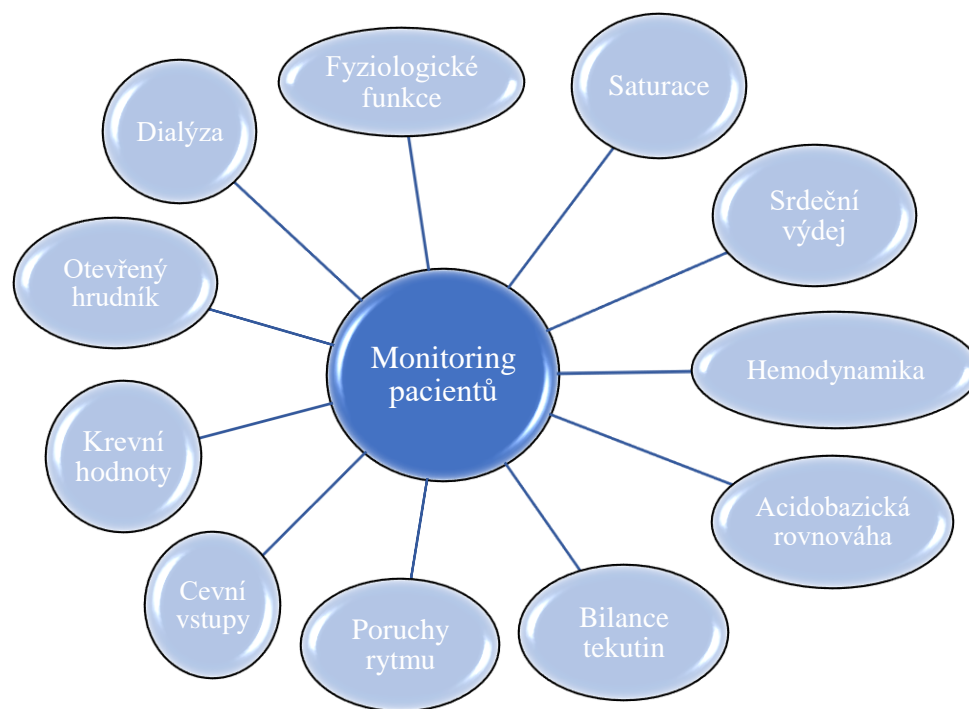 Fyziologické
funkce
Saturace
Srdeční
výdej
Hemodynamika
Acidobazická
rovnováha
Bilance
tekutin
Poruchy
rytmu
Cevní
vstupy
Krevní
hodnoty
Otevřený
hrudník
Dialýza
Monitoring
pacientů